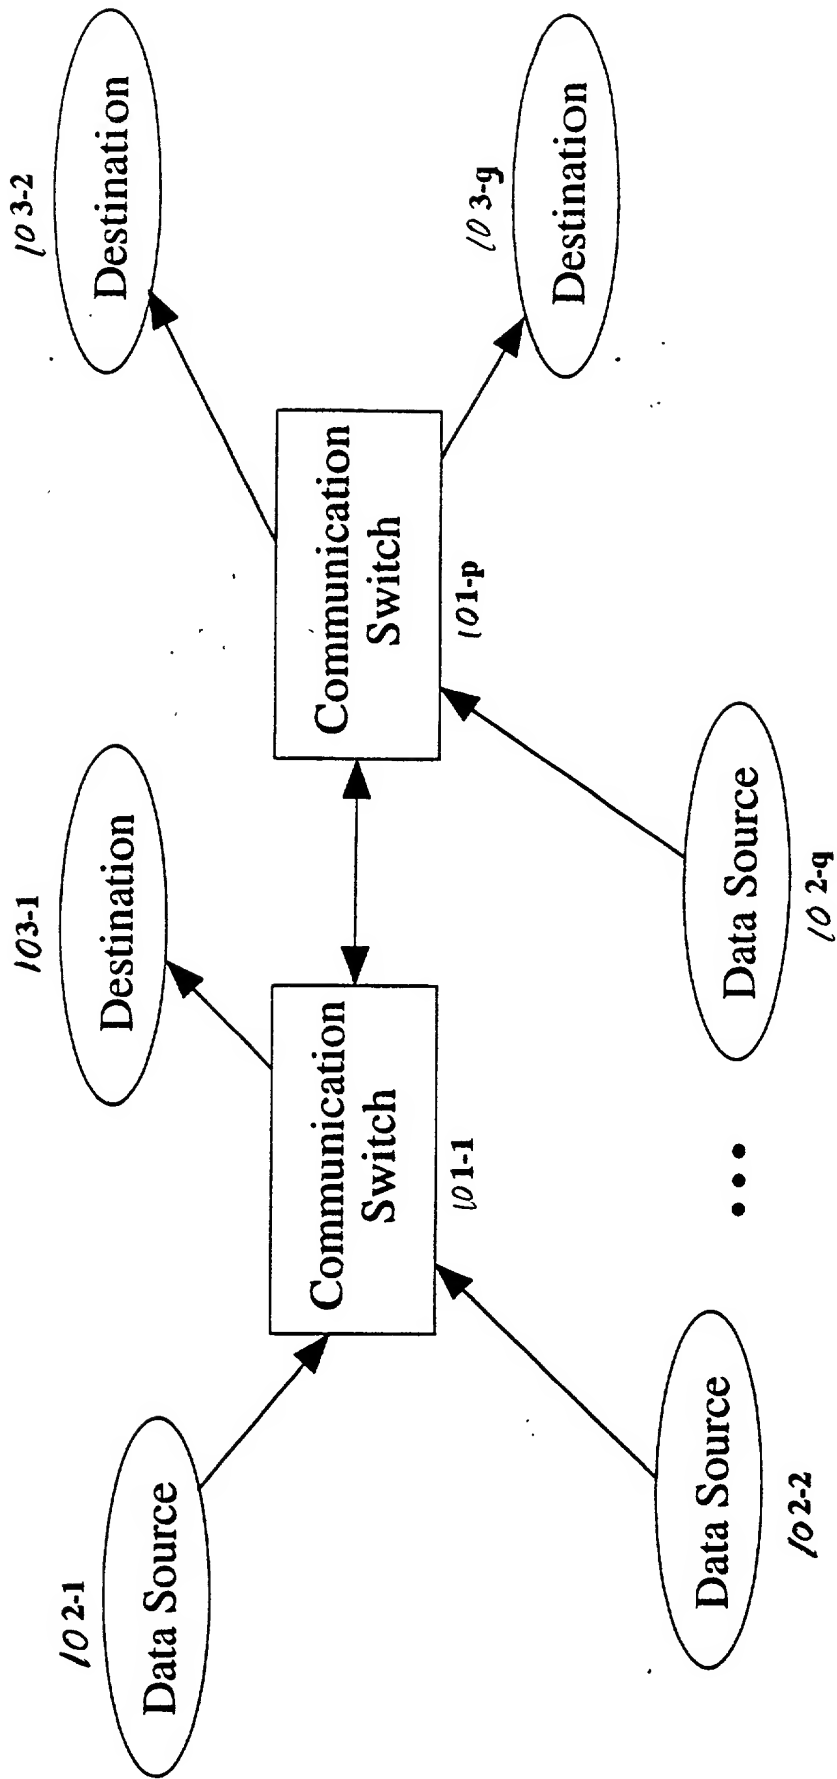 103-1
Destination
103-2
Destination
102-1
Data Source
Communication
Switch
101-1
Communication
Switch
101-p
103-q
Destination
Data Source
102-2
...
Data Source
102-q